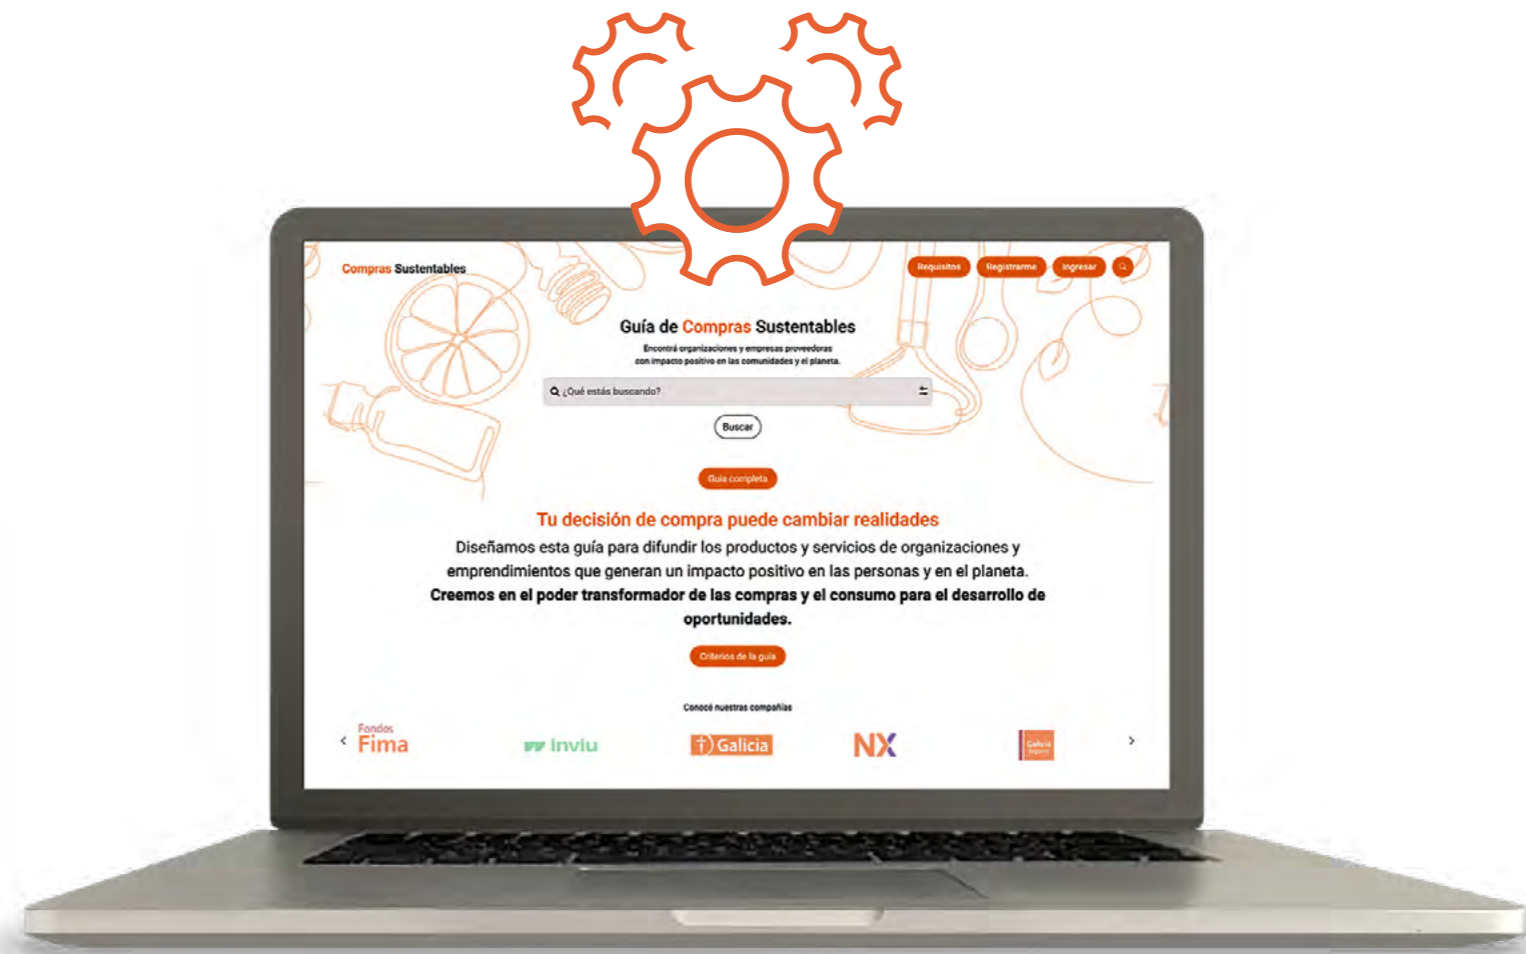 Compras Sustentables
Requisitos
Registrarme
Ingresar
Guía de Compras Sustentables
Encontrá organizaciones y empresas proveedoras
con impacto positivo en las comunidades y el planeta.
¿Qué estás buscando?
Buscar
Guía completa
Tu decisión de compra puede cambiar realidades
Diseñamos esta guía para difundir los productos y servicios de organizaciones y
emprendimientos que generan un impacto positivo en las personas y en el planeta.
Creemos en el poder transformador de las compras y el consumo para el desarrollo de
oportunidades.
Criterios de la guía
Conocé nuestras compañías
Fondos
Fima
inviu
Galicia
NX
Galicia
Seguros